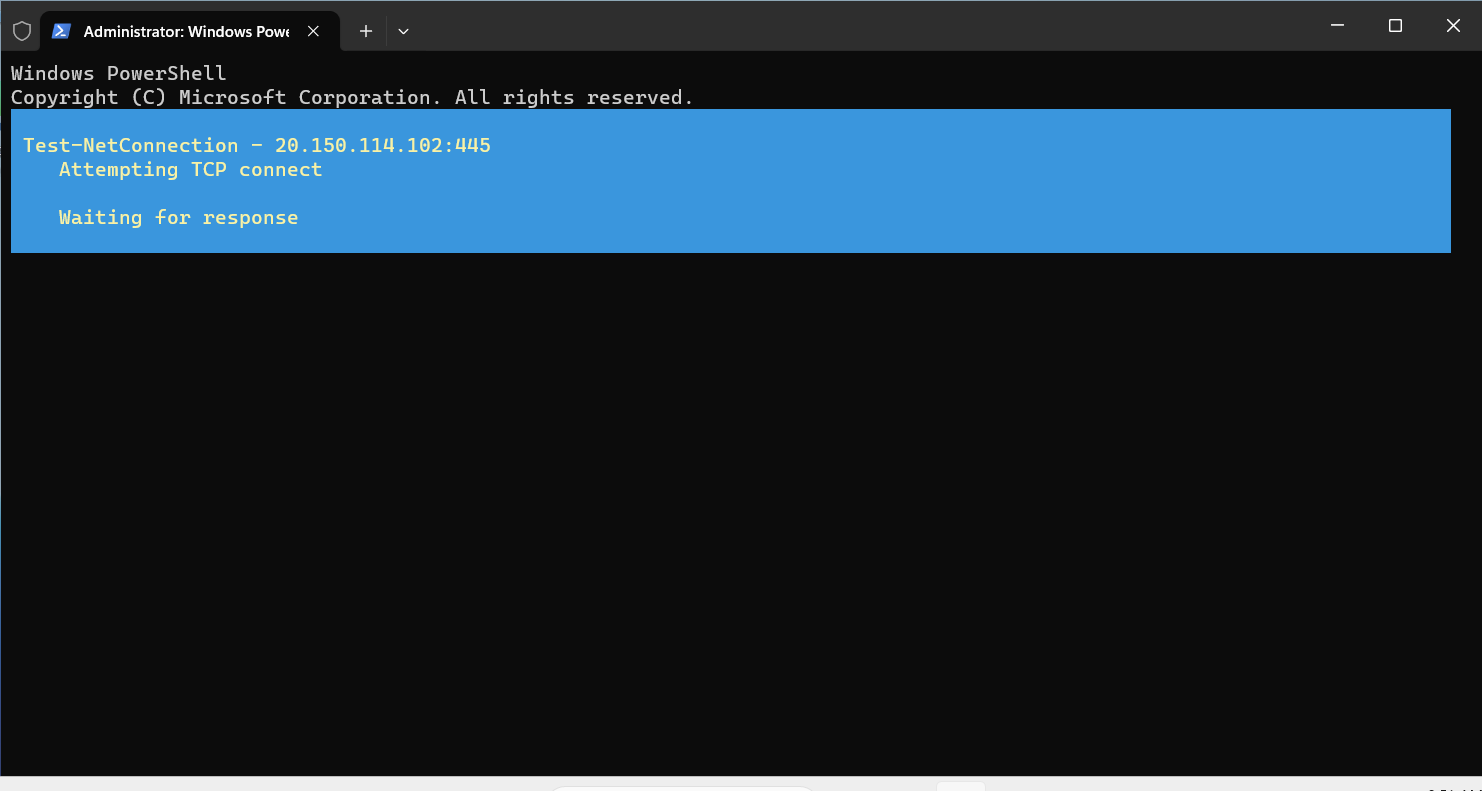 Administrator: Windows Powe
Windows PowerShell
Copyright (C) Microsoft Corporation. All rights reserved.
Test-NetConnection - 20.150.114.102:445
Attempting TCP connect
Waiting for response